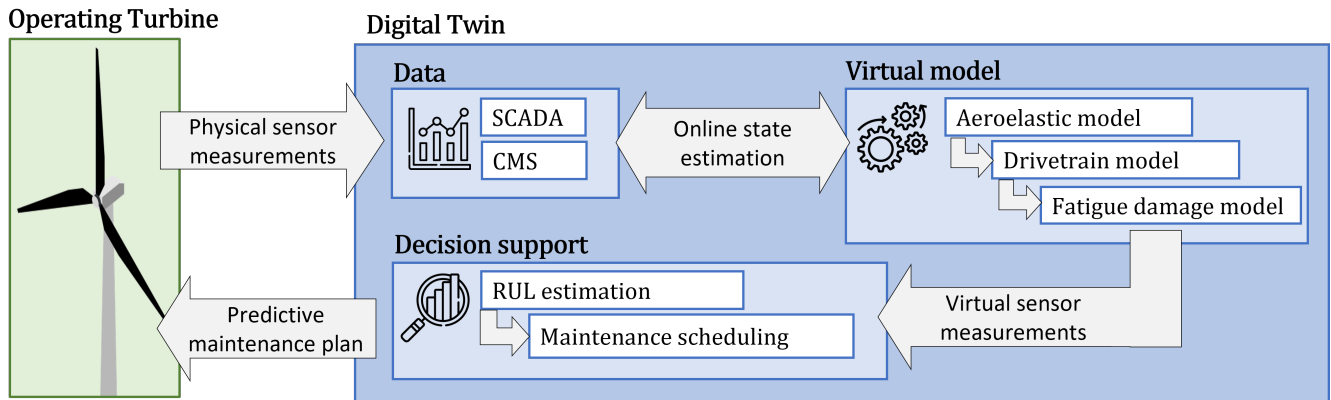 Operating Turbine
Digital Twin
Data
SCADA
CMS
Virtual model
Aeroelastic model
Drivetrain model
Fatigue damage model
Physical sensor
measurements
Online state
estimation
Decision support
RUL estimation
Maintenance scheduling
Virtual sensor
measurements
Predictive
maintenance plan